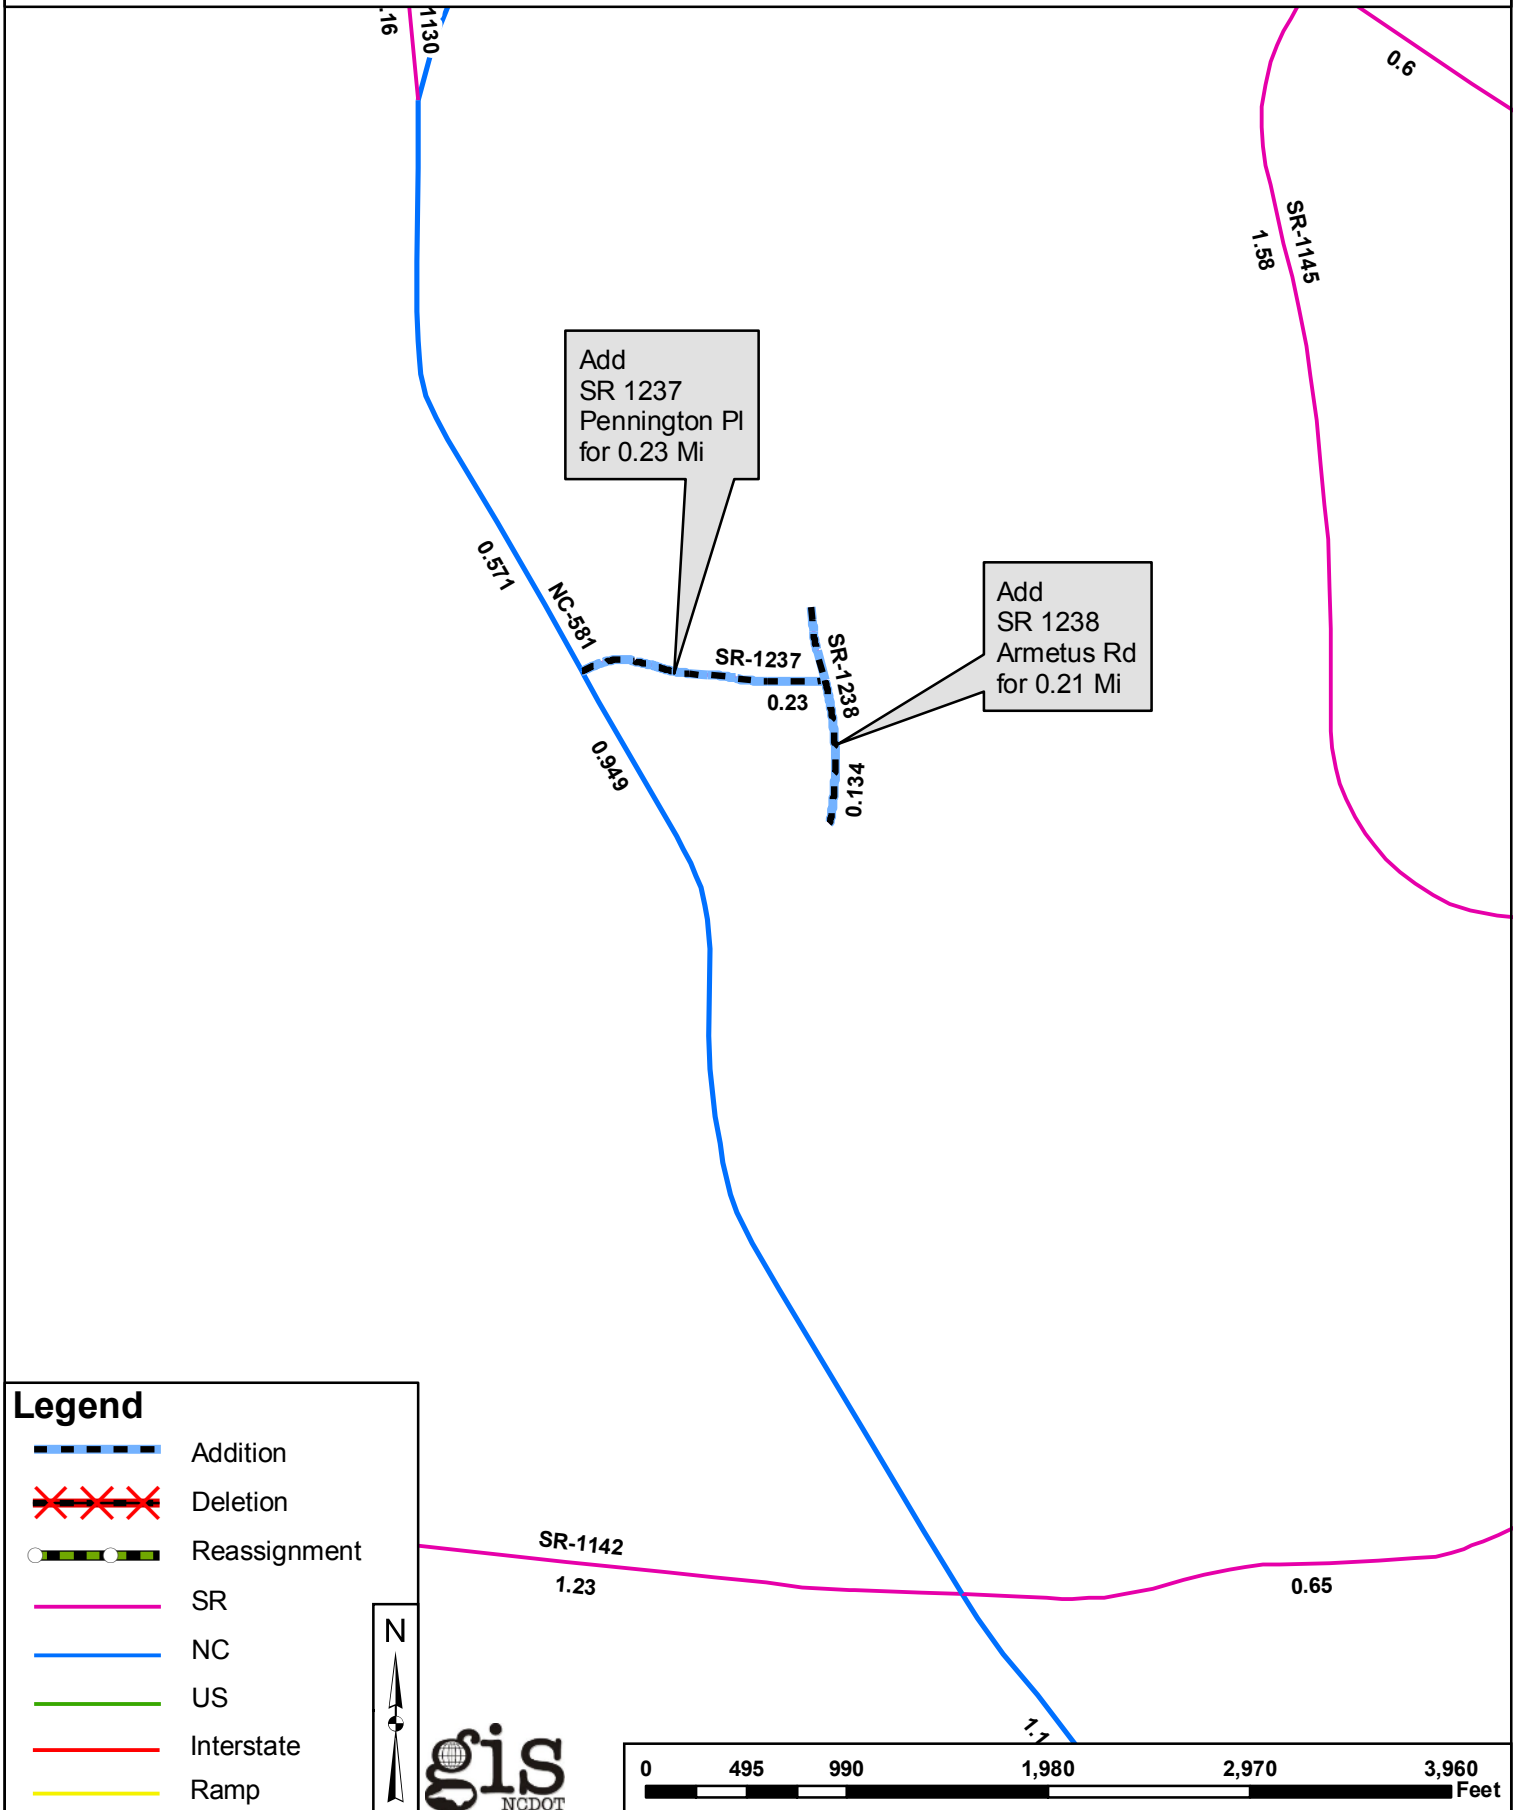 .16
1130
0.6
SR-1145
1.58
Add
SR 1237
Pennington Pl
for 0.23 Mi
0.571
NC-581
Add
SR 1238
Armetus Rd
for 0.21 Mi
SR-1237
0.23
SR-1238
0.134
0.949
Legend
Addition
Deletion
Reassignment
SR
NC
US
Interstate
Ramp
SR-1142
1.23
0.65
1.1
N
gis
NCDOT
0 495 990 1,980 2,970 3,960
Feet